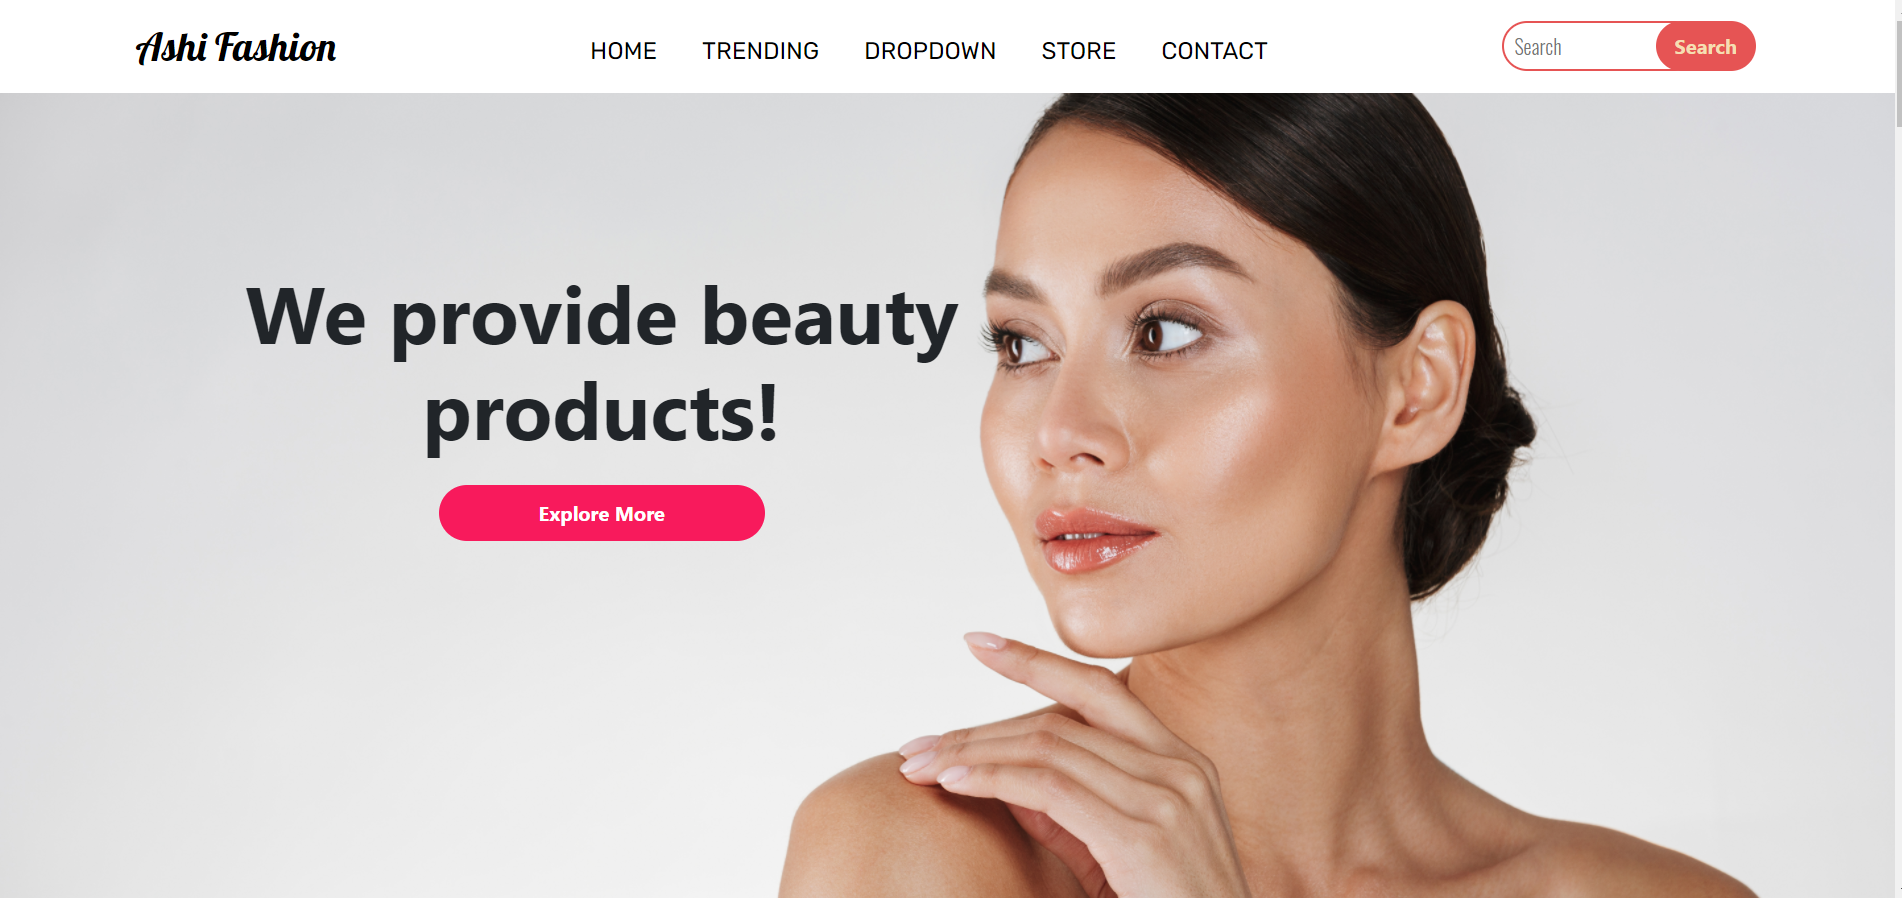 Ashi Fashion
HOME TRENDING DROPDOWN STORE CONTACT
Search Search
We provide beauty
products!
Explore More